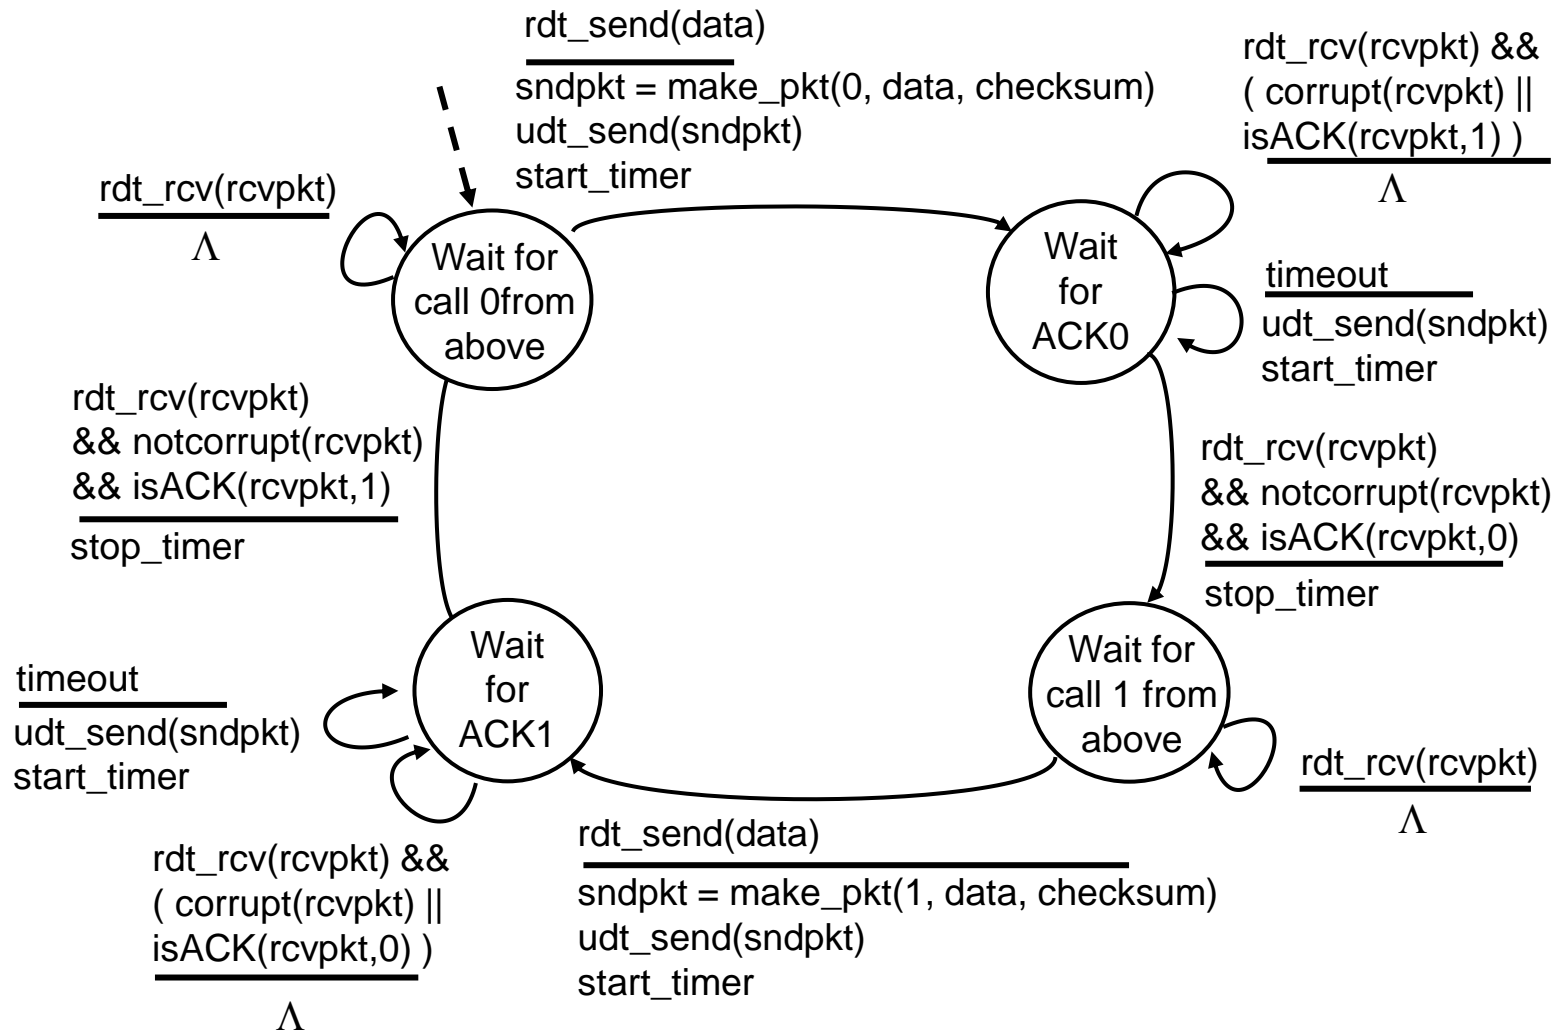 rdt_send(data)
sndpkt = make_pkt(0, data, checksum)
udt_send(sndpkt)
start_timer
rdt_rcv(rcvpkt) &&
( corrupt(rcvpkt) ||
isACK(rcvpkt,1) )
Λ
rdt_rcv(rcvpkt)
Λ
Wait for
call 0from
above
Wait
for
ACK0
timeout
udt_send(sndpkt)
start_timer
rdt_rcv(rcvpkt)
&& notcorrupt(rcvpkt)
&& isACK(rcvpkt,1)
stop_timer
rdt_rcv(rcvpkt)
&& notcorrupt(rcvpkt)
&& isACK(rcvpkt,0)
stop_timer
Wait
for
ACK1
Wait for
call 1 from
above
timeout
udt_send(sndpkt)
start_timer
rdt_rcv(rcvpkt)
Λ
rdt_rcv(rcvpkt) &&
( corrupt(rcvpkt) ||
isACK(rcvpkt,0) )
Λ
rdt_send(data)
sndpkt = make_pkt(1, data, checksum)
udt_send(sndpkt)
start_timer